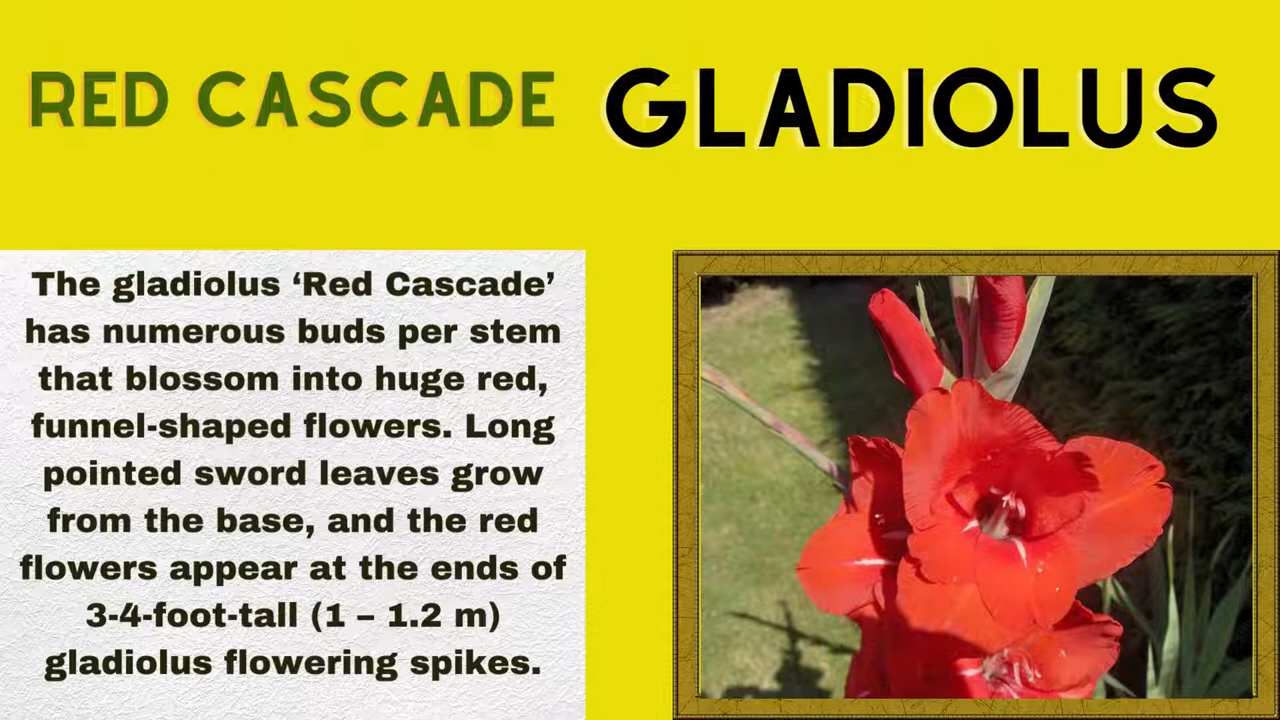 RED CASCADE GLADIOLUS
The gladiolus ‘Red Cascade’
has numerous buds per stem
that blossom into huge red,
funnel-shaped flowers. Long
pointed sword leaves grow
from the base, and the red
flowers appear at the ends of
3-4-foot-tall (1 – 1.2 m)
gladiolus flowering spikes.